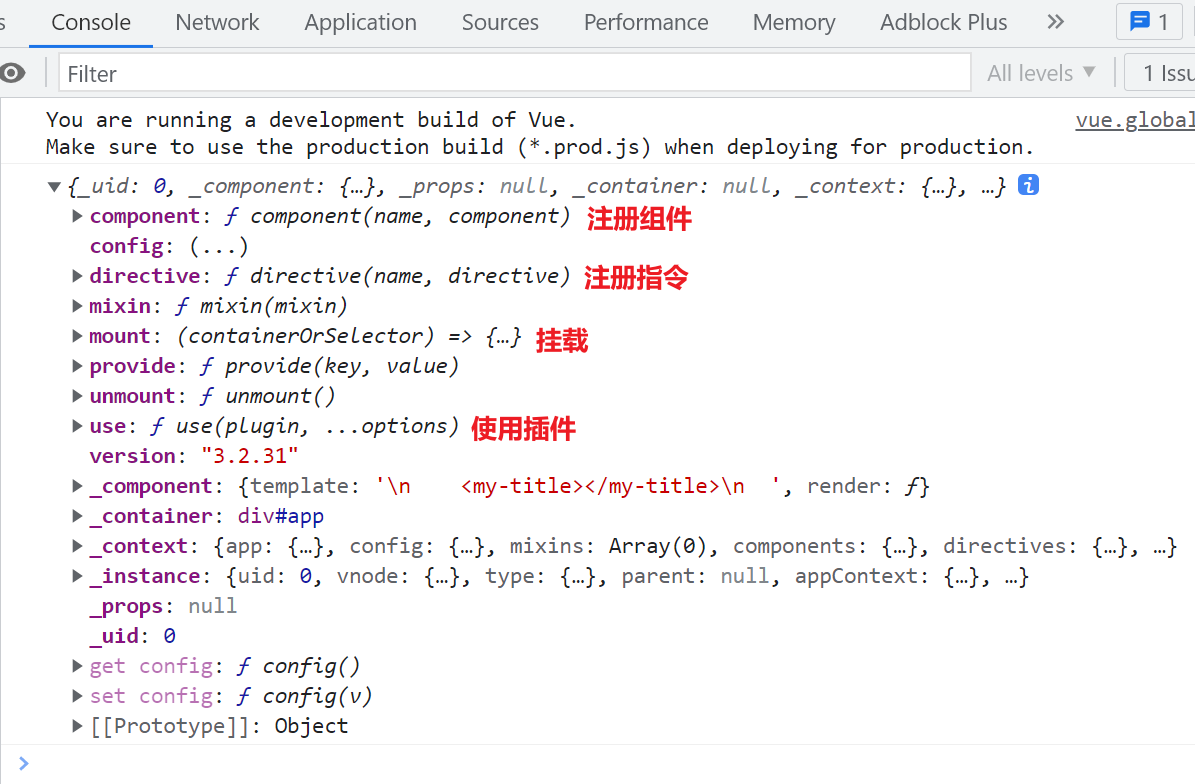 s Console Network Application Sources Performance Memory Adblock Plus 1
Filter All levels 1 Issu
You are running a development build of Vue. vue.global
Make sure to use the production build (*.prod.js) when deploying for production.
{_uid: 0, _component: {…}, _props: null, _container: null, _context: {…}, …} i
component: ƒ component(name, component) 注册组件
config: (...)
directive: ƒ directive(name, directive) 注册指令
mixin: ƒ mixin(mixin)
mount: (containerOrSelector) => {…} 挂载
provide: ƒ provide(key, value)
unmount: ƒ unmount()
use: ƒ use(plugin, ...options) 使用插件
version: "3.2.31"
_component: {template: '\n    <my-title></my-title>\n  ', render: ƒ}
_container: div#app
_context: {app: {…}, config: {…}, mixins: Array(0), components: {…}, directives: {…}, …}
_instance: {uid: 0, vnode: {…}, type: {…}, parent: null, appContext: {…}, …}
_props: null
_uid: 0
get config: ƒ config()
set config: ƒ config(v)
[[Prototype]]: Object